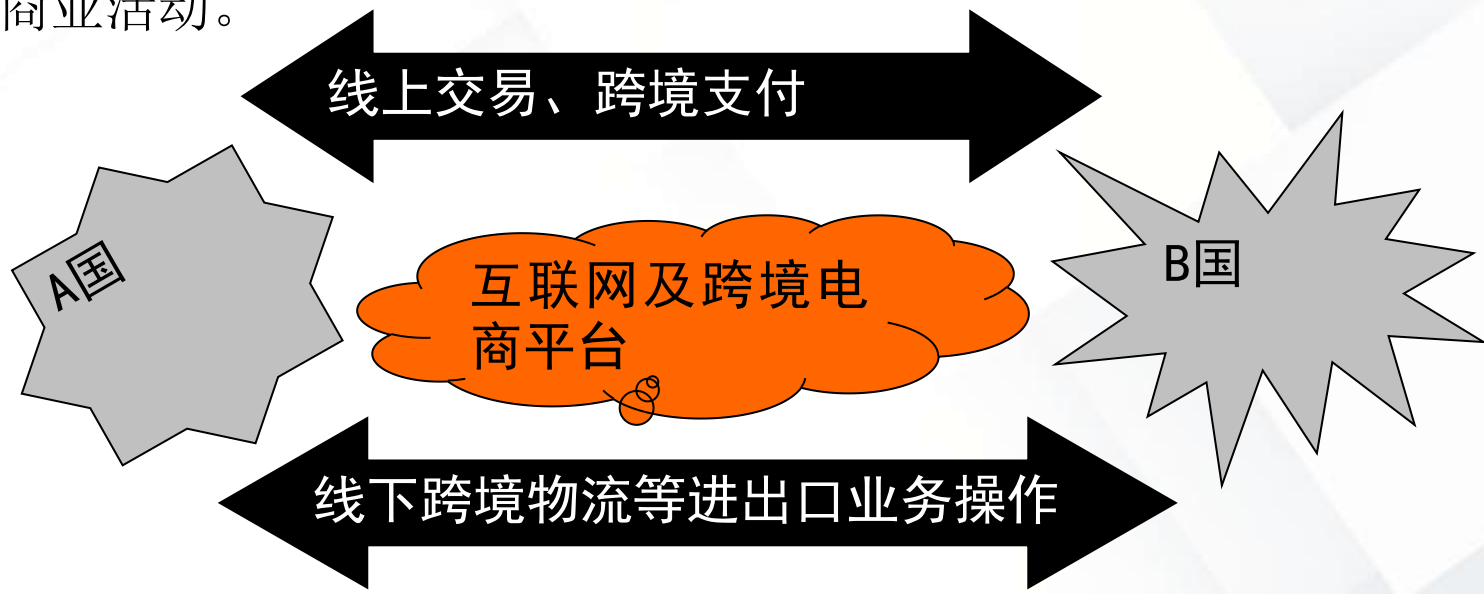 商业活动。
线上交易、跨境支付
A国
互联网及跨境电
商平台
B国
线下跨境物流等进出口业务操作